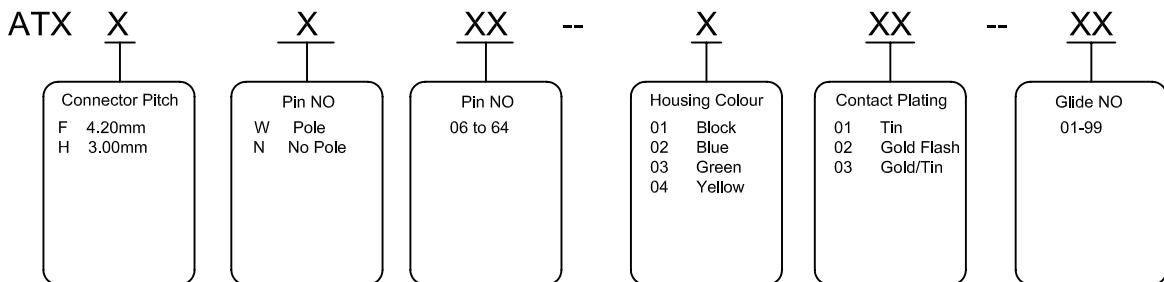 ATX X X XX -- X XX -- XX
Connector Pitch
F 4.20mm
H 3.00mm
Pin NO
W Pole
N No Pole
Pin NO
06 to 64
Housing Colour
01 Block
02 Blue
03 Green
04 Yellow
Contact Plating
01 Tin
02 Gold Flash
03 Gold/Tin
Glide NO
01-99